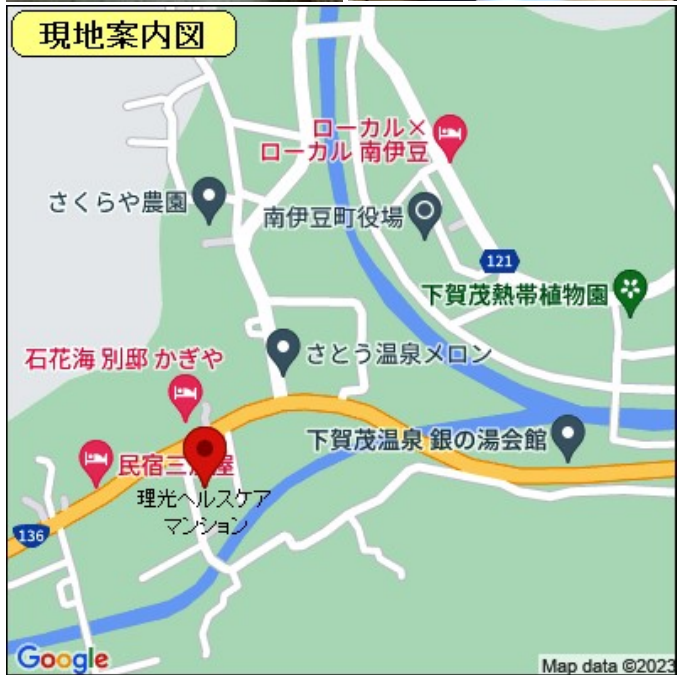 現地案内図
ローカル×
ローカル 南伊豆
さくらや農園
南伊豆町役場
121
下賀茂熱帯植物園
さとう温泉メロン
石花海 別邸 かぎや
下賀茂温泉 銀の湯会館
民宿三
屋
理光ヘルスケア
マンション
136
Google
Map data ©2023